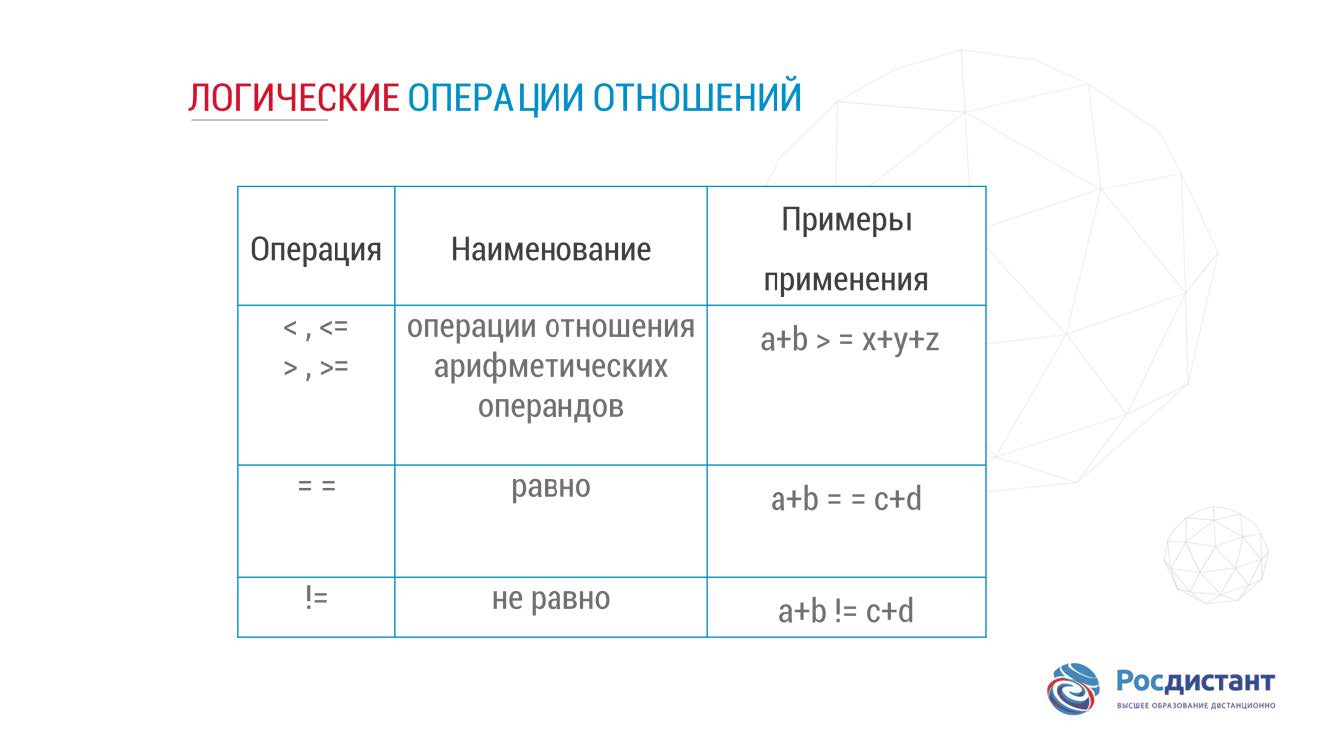 ЛОГИЧЕСКИЕ ОПЕРАЦИИ ОТНОШЕНИЙ
Операция
Наименование
Примеры
применения
< , <=
> , >=
операции отношения
арифметических
операндов
a+b > = x+y+z
= =
равно
a+b = = c+d
!=
не равно
a+b != c+d
Росдистант
ВЫСШЕЕ ОБРАЗОВАНИЕ ДИСТАНЦИОННО